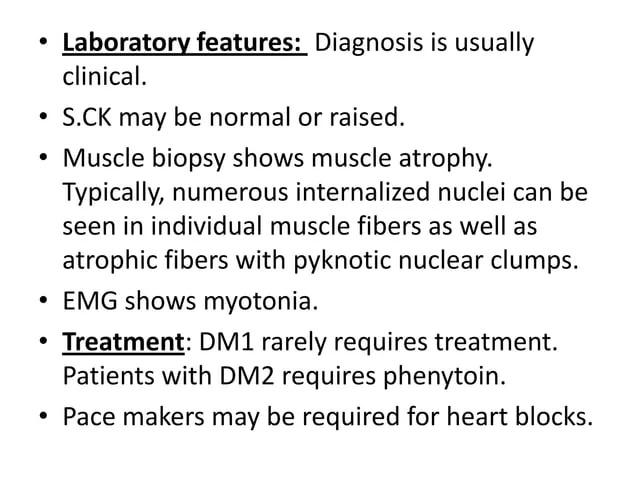 • Laboratory features:  Diagnosis is usually
clinical.
• S.CK may be normal or raised.
• Muscle biopsy shows muscle atrophy.
Typically, numerous internalized nuclei can be
seen in individual muscle fibers as well as
atrophic fibers with pyknotic nuclear clumps.
• EMG shows myotonia.
• Treatment: DM1 rarely requires treatment.
Patients with DM2 requires phenytoin.
• Pace makers may be required for heart blocks.